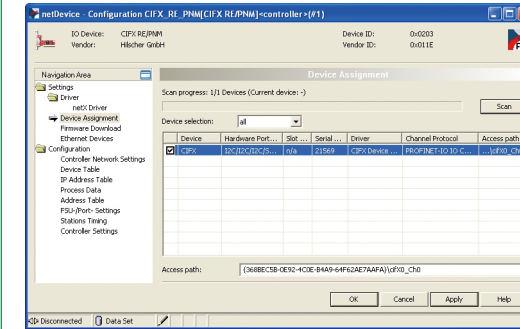 netDevice - Configuration CIFX_RE_PNM[CIFX RE/PNM]<controller>(#1)
IO Device: CIFX RE/PNM Device ID: 0x0203
Vendor: Hilscher GmbH Vendor ID: 0x011E
Navigation Area
Device Assignment
Settings
Driver
netX Driver
Device Assignment
Firmware Download
Ethernet Devices
Configuration
Controller Network Settings
Device Table
IP Address Table
Process Data
Address Table
FSU-/Port- Settings
Stations Timing
Controller Settings
Scan progress: 1/1 Devices (Current device: -)
Scan
Device selection: all
Device Hardware Port... Slot ... Serial ... Driver Channel Protocol Access path
CIFX I2C/I2C/I2C/S... n/a 21569 CIFX Device ... PROFINET-IO IO C... ...\cifX0_Ch0
Access path: {368BEC5B-0E92-4C0E-B4A9-64F62AE7AAFA}\cifX0_Ch0
OK Cancel Apply Help
Disconnected Data Set